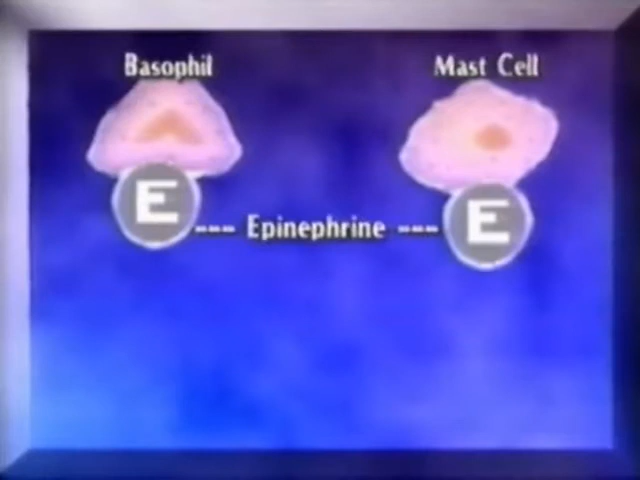 Basophil
Mast Cell
E
--- Epinephrine ---
E